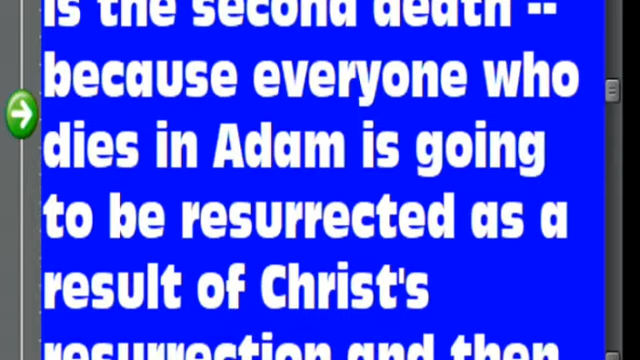 is the second death --
because everyone who
dies in Adam is going
to be resurrected as a
result of Christ's
resurrection and then